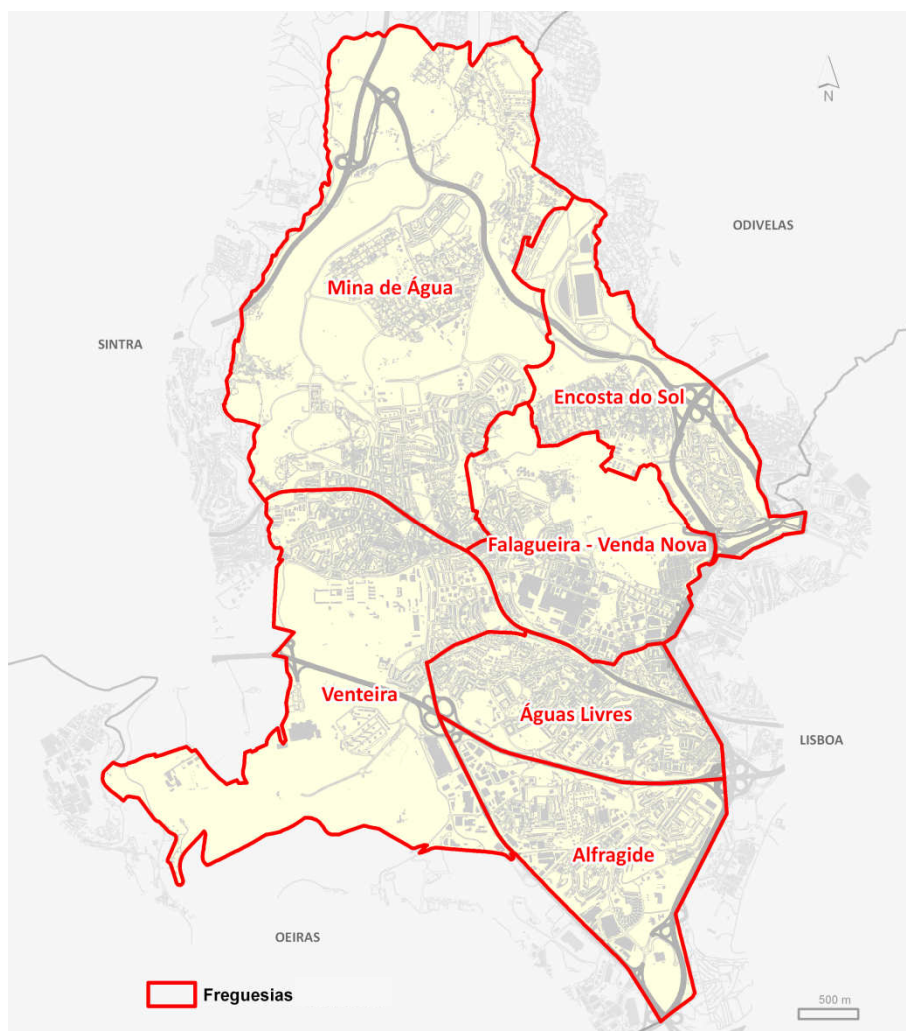 N
ODIVELAS
Mina de Água
SINTRA
Encosta do Sol
Falagueira - Venda Nova
Venteira
Águas Livres
LISBOA
Alfragide
OEIRAS
Freguesias
500 m